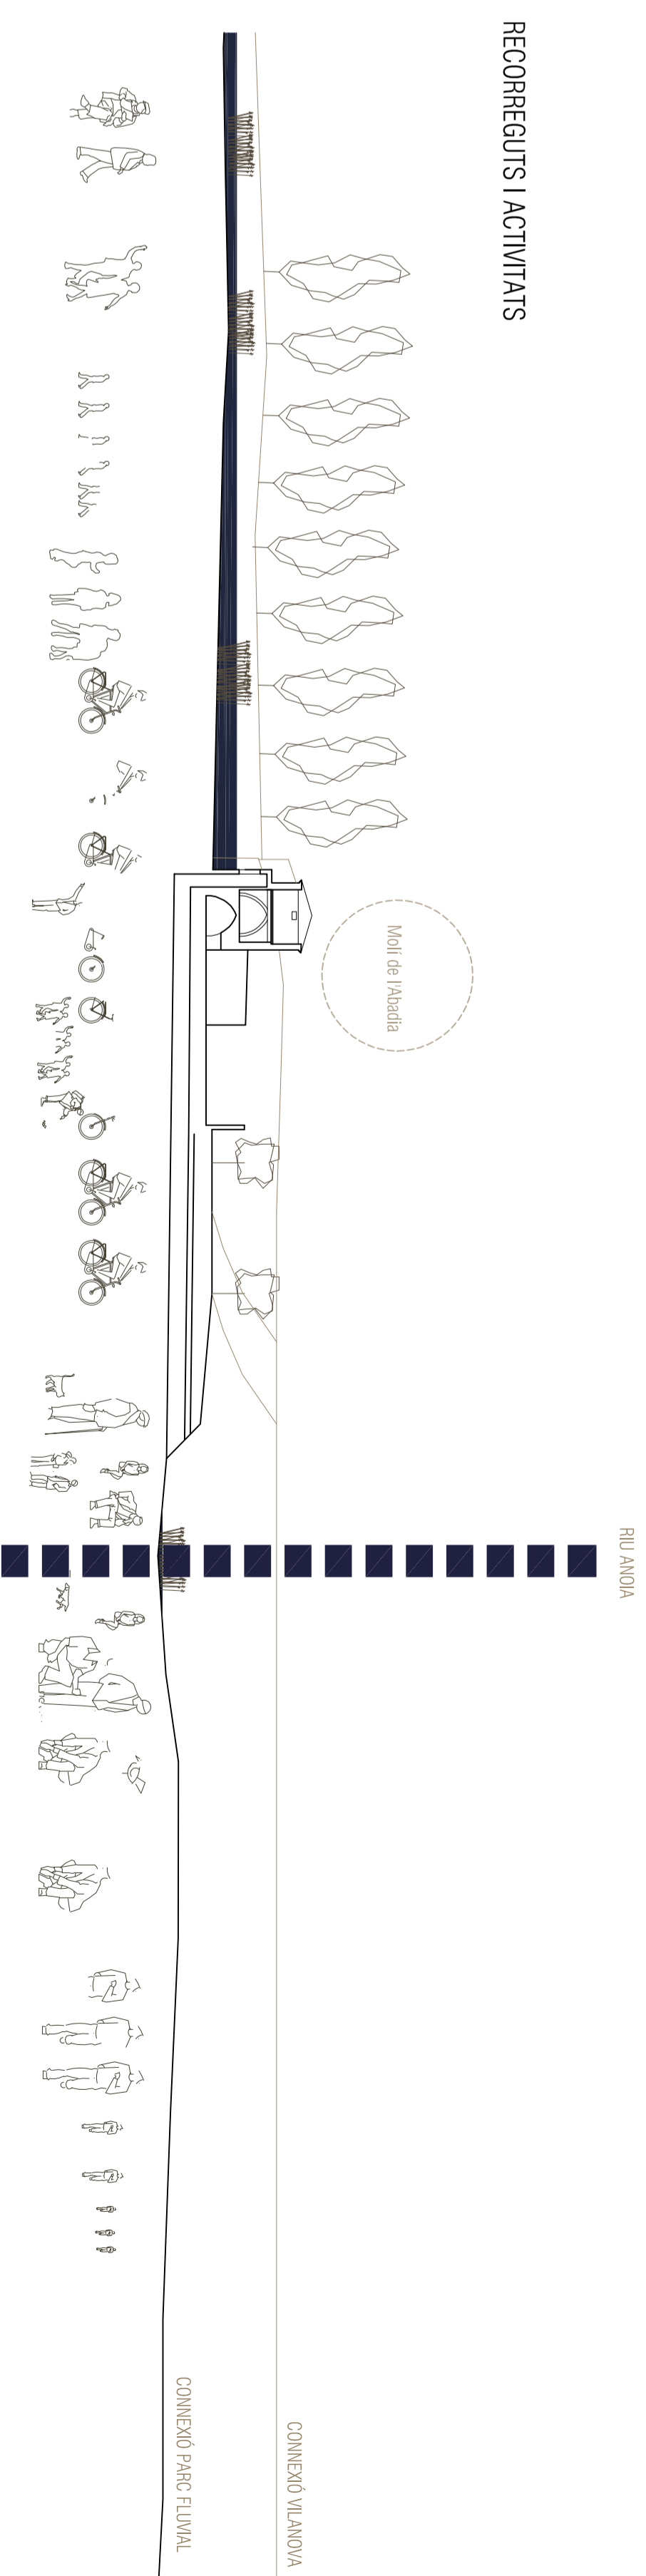 RECORREGUTS I ACTIVITATS
Molí de l'Abadia
RIU ANOIA
CONNEXIÓ VILANOVA
CONNEXIÓ PARC FLUVIAL